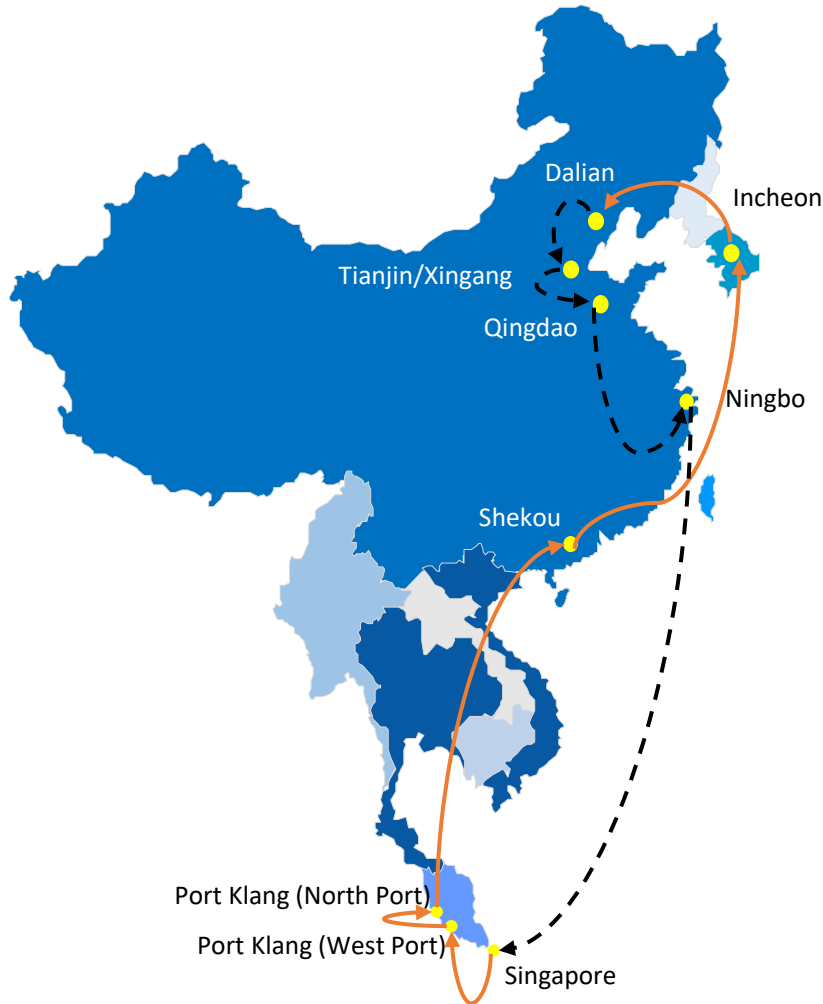 Dalian
Incheon
Tianjin/Xingang
Qingdao
Ningbo
Shekou
Port Klang (North Port)
Port Klang (West Port)
Singapore